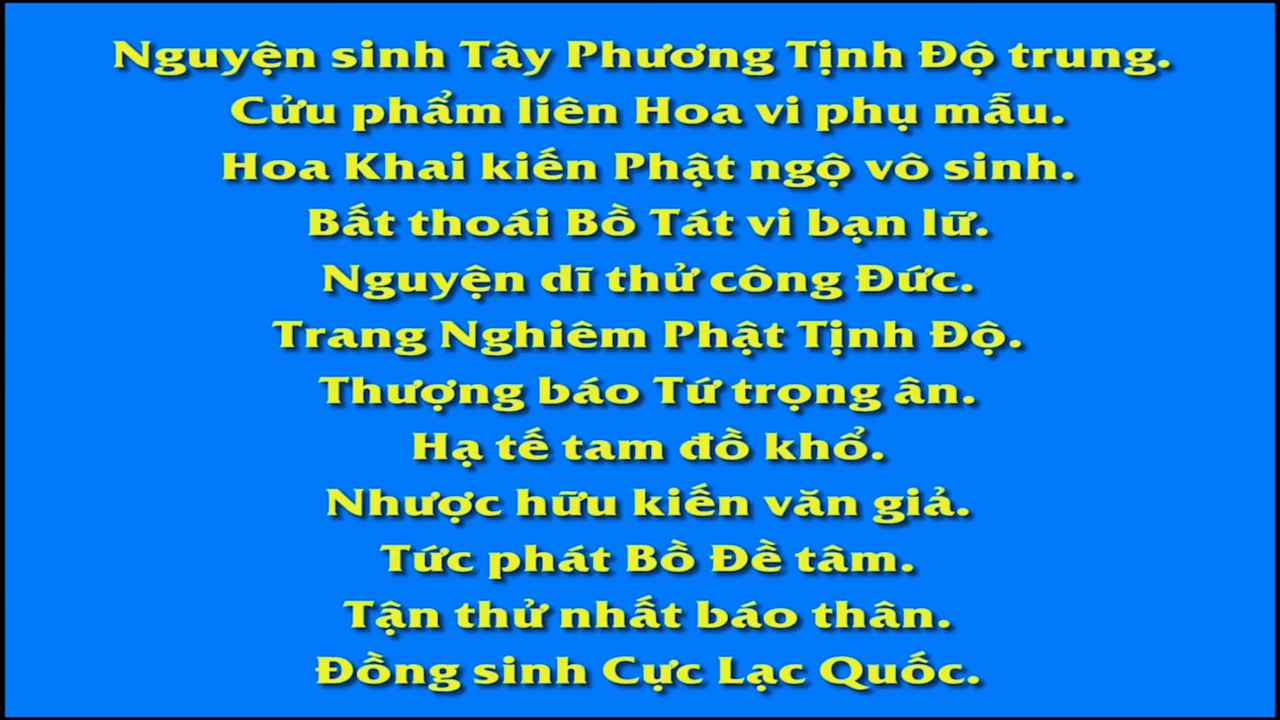 Nguyện sinh Tây Phương Tịnh Độ trung.
Cửu phẩm liên Hoa vi phụ mẫu.
Hoa Khai kiến Phật ngộ vô sinh.
Bất thoái Bồ Tát vi bạn lữ.
Nguyện dĩ thử công Đức.
Trang Nghiêm Phật Tịnh Độ.
Thượng báo Tứ trọng ân.
Hạ tế tam đồ khổ.
Nhược hữu kiến văn giả.
Tức phát Bồ Đề tâm.
Tận thử nhất báo thân.
Đồng sinh Cực Lạc Quốc.